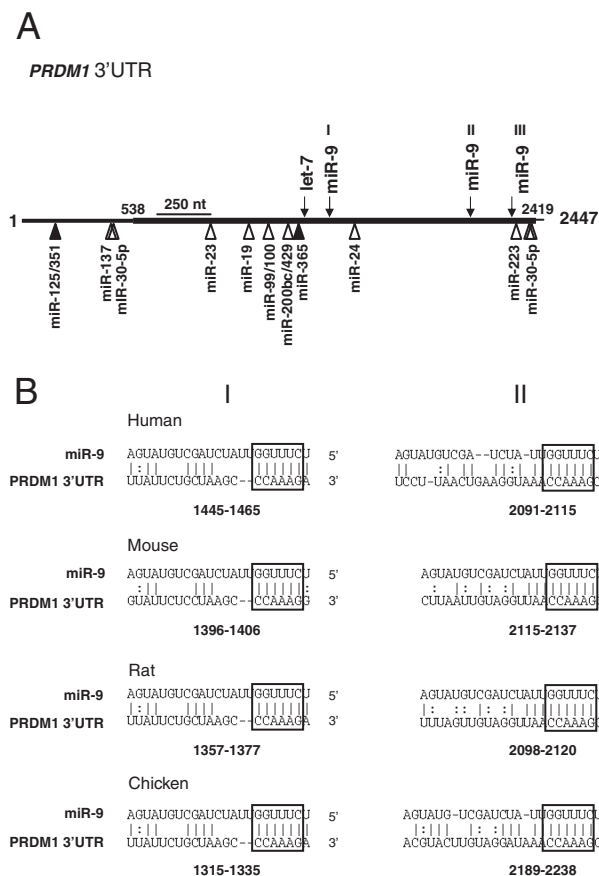 A
PRDM1 3’UTR
I II III
let-7 miR-9 miR-9 miR-9
1 538 250 nt 2419 2447
miR-125/351 miR-137 miR-30-5p miR-23 miR-19 miR-99/100 miR-200bc/429 miR-365 miR-24 miR-223 miR-30-5p
B
I II
Human
miR-9 AGUAUGUCGAUCUAUUGGUUUCU 5’ AGUAUGUCGA--UCUA-UUGGUUUCU
PRDM1 3’UTR UUAUUCUGCUAAGC--CCAAAGA 3’ UCCU-UAACUGAAGGUAAACCAAAGC
1445-1465 2091-2115
Mouse
miR-9 AGUAUGUCGAUCUAUUGGUUUCU 5’ AGUAUGUCGAUCUAUUGGUUUCU
PRDM1 3’UTR GUAUUCUCCUAAGC--CCAAAGG 3’ CUUAAUUGUAGGUUAACCAAAGC
1396-1406 2115-2137
Rat
miR-9 AGUAUGUCGAUCUAUUGGUUUCU 5’ AGUAUGUCGAUCUAUUGGUUUCU
PRDM1 3’UTR UUAUUCUGCUAAGC--CCAAAGA 3’ UUUAGUUGUAGGUUAACCAAAGC
1357-1377 2098-2120
Chicken
miR-9 AGUAUGUCGAUCUAUUGGUUUCU 5’ AGUAUG-UCGAUCUA-UUGGUUUCU
PRDM1 3’UTR UUAUUCUGCUAAGC--CCAAAGA 3’ ACGUACUUGUAGGAUAAACCAAAGC
1315-1335 2189-2238